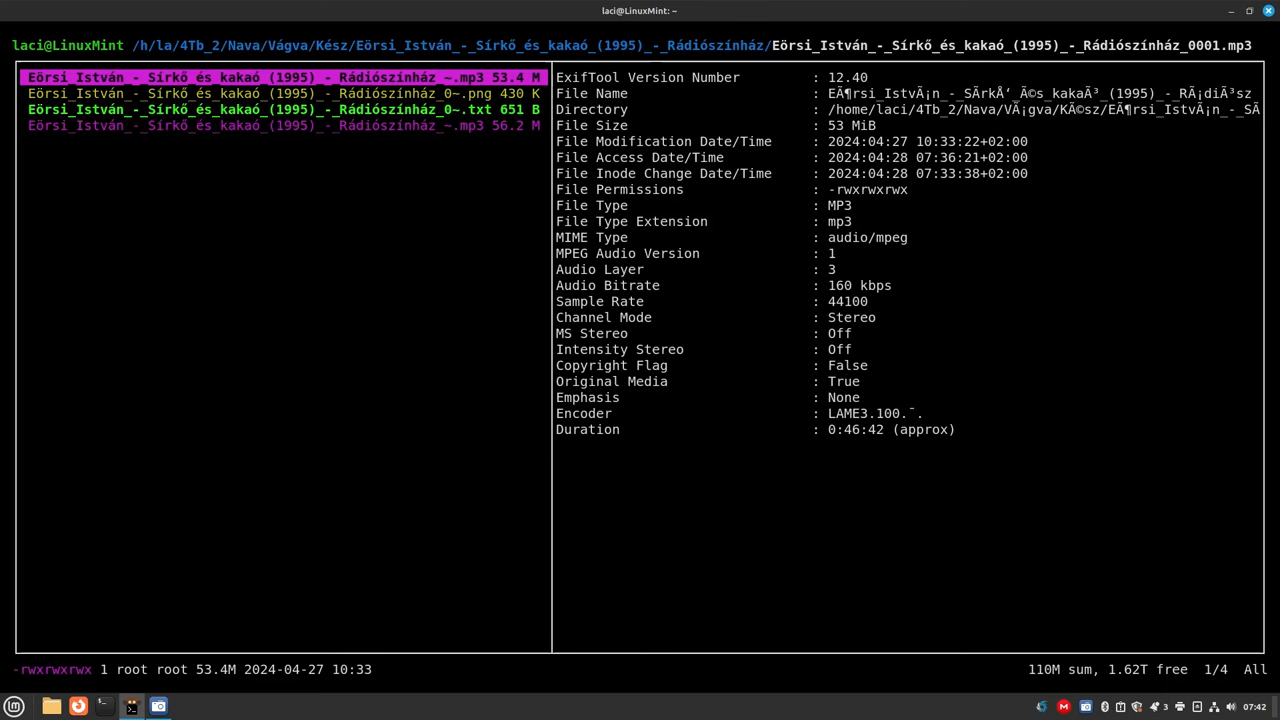 laci@LinuxMint: ~
laci@LinuxMint /h/la/4Tb_2/Nava/Vágva/Kész/Eörsi_István_-_Sírkő_és_kakaó_(1995)_-_Rádiószínház/Eörsi_István_-_Sírkő_és_kakaó_(1995)_-_Rádiószínház_0001.mp3
Eörsi_István_-_Sírkő_és_kakaó_(1995)_-_Rádiószínház_~.mp3 53.4 M
Eörsi_István_-_Sírkő_és_kakaó_(1995)_-_Rádiószínház_0~.png 430 K
Eörsi_István_-_Sírkő_és_kakaó_(1995)_-_Rádiószínház_0~.txt 651 B
Eörsi_István_-_Sírkő_és_kakaó_(1995)_-_Rádiószínház_~.mp3 56.2 M
ExifTool Version Number : 12.40
File Name : EÃ¶rsi_IstvÃ¡n_-_SÃrkÅ‘_Ã©s_kakaÃ³_(1995)_-_RÃ¡diÃ³sz
Directory : /home/laci/4Tb_2/Nava/VÃ¡gva/KÃ©sz/EÃ¶rsi_IstvÃ¡n_-_SÃ
File Size : 53 MiB
File Modification Date/Time : 2024:04:27 10:33:22+02:00
File Access Date/Time : 2024:04:28 07:36:21+02:00
File Inode Change Date/Time : 2024:04:28 07:33:38+02:00
File Permissions : -rwxrwxrwx
File Type : MP3
File Type Extension : mp3
MIME Type : audio/mpeg
MPEG Audio Version : 1
Audio Layer : 3
Audio Bitrate : 160 kbps
Sample Rate : 44100
Channel Mode : Stereo
MS Stereo : Off
Intensity Stereo : Off
Copyright Flag : False
Original Media : True
Emphasis : None
Encoder : LAME3.100.¯.
Duration : 0:46:42 (approx)
-rwxrwxrwx 1 root root 53.4M 2024-04-27 10:33 110M sum, 1.62T free 1/4 All
3 07:42